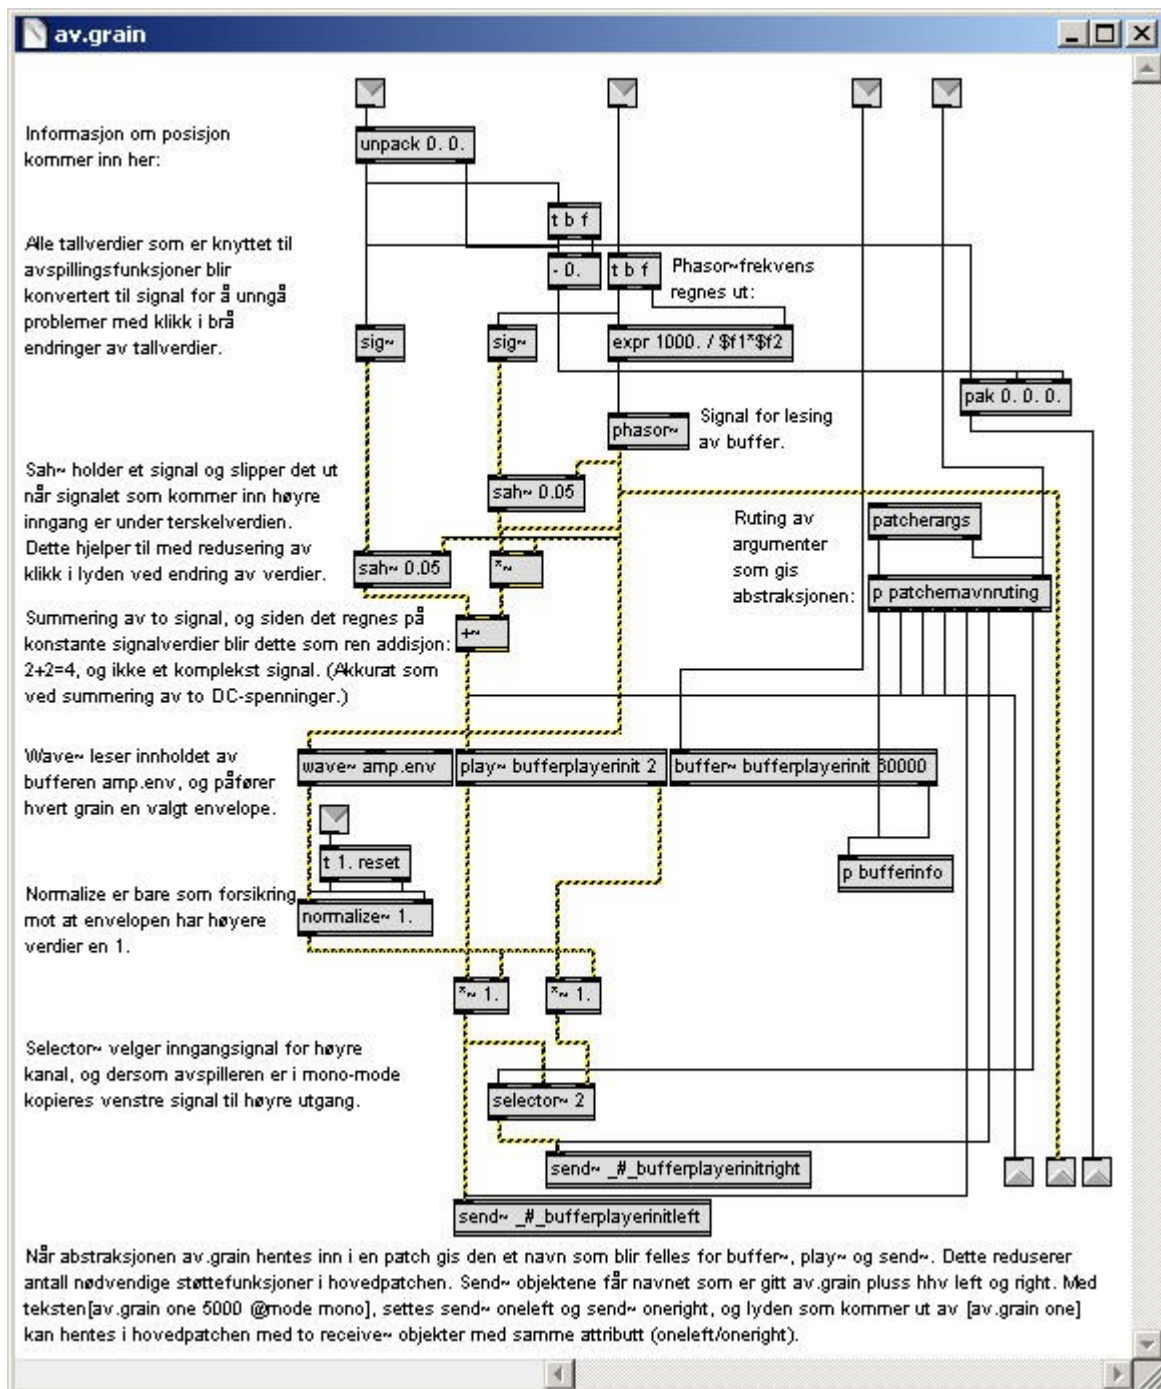 av.grain
Informasjon om posisjon
kommer inn her:
unpack 0. 0.
t b f
- 0.
t b f
Phasor~frekvens
regnes ut:
Alle tallverdier som er knyttet til
avspillingsfunksjoner blir
konvertert til signal for å unngå
problemer med klikk i brå
endringer av tallverdier.
sig~
sig~
expr 1000. / $f1*$f2
pak 0. 0. 0.
phasor~
Signal for lesing
av buffer.
Sah~ holder et signal og slipper det ut
når signalet som kommer inn høyre
inngang er under terskelverdien.
Dette hjelper til med redusering av
klikk i lyden ved endring av verdier.
sah~ 0.05
sah~ 0.05
*~
Ruting av
argumenter
som gis
abstraksjonen:
patcherargs
p patchernavnruting
Summering av to signal, og siden det regnes på
konstante signalverdier blir dette som ren addisjon:
2+2=4, og ikke et komplekst signal. (Akkurat som
ved summering av to DC-spenninger.)
+~
Wave~ leser innholdet av
bufferen amp.env, og påfører
hvert grain en valgt envelope.
wave~ amp.env
play~ bufferplayerinit 2
buffer~ bufferplayerinit 60000
t 1. reset
p bufferinfo
Normalize er bare som forsikring
mot at envelopen har høyere
verdier en 1.
normalize~ 1.
*~ 1.
*~ 1.
Selector~ velger inngangsignal for høyre
kanal, og dersom avspilleren er i mono-mode
kopieres venstre signal til høyre utgang.
selector~ 2
send~ _#_bufferplayerinitright
send~ _#_bufferplayerinitleft
Når abstraksjonen av.grain hentes inn i en patch gis den et navn som blir felles for buffer~, play~ og send~. Dette reduserer
antall nødvendige støttefunksjoner i hovedpatchen. Send~ objektene får navnet som er gitt av.grain pluss hhv left og right. Med
teksten[av.grain one 5000 @mode mono], settes send~ oneleft og send~ oneright, og lyden som kommer ut av [av.grain one]
kan hentes i hovedpatchen med to receive~ objekter med samme attributt (oneleft/oneright).